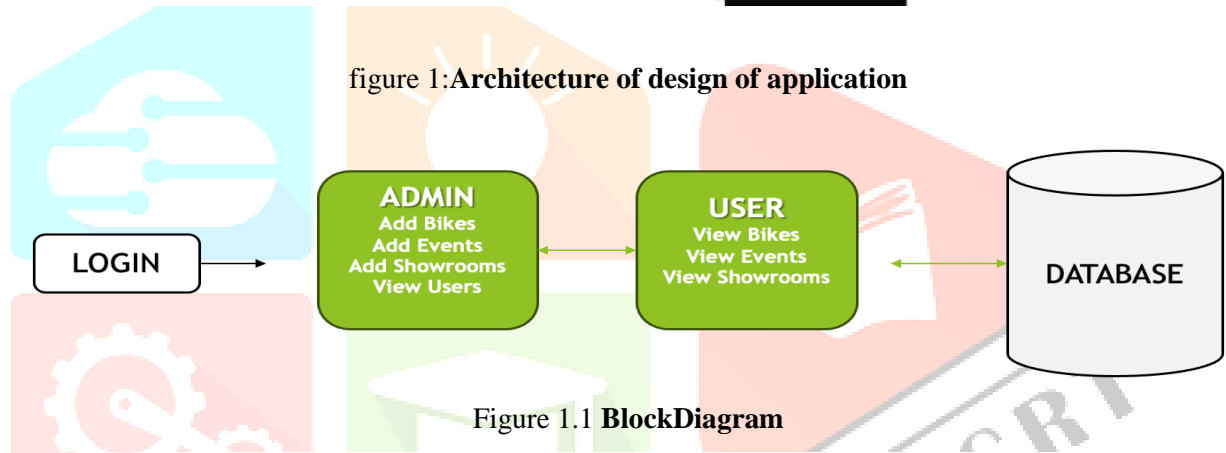 figure 1:Architecture of design of application
LOGIN
ADMIN
Add Bikes
Add Events
Add Showrooms
View Users
USER
View Bikes
View Events
View Showrooms
DATABASE
Figure 1.1 BlockDiagram
CRT